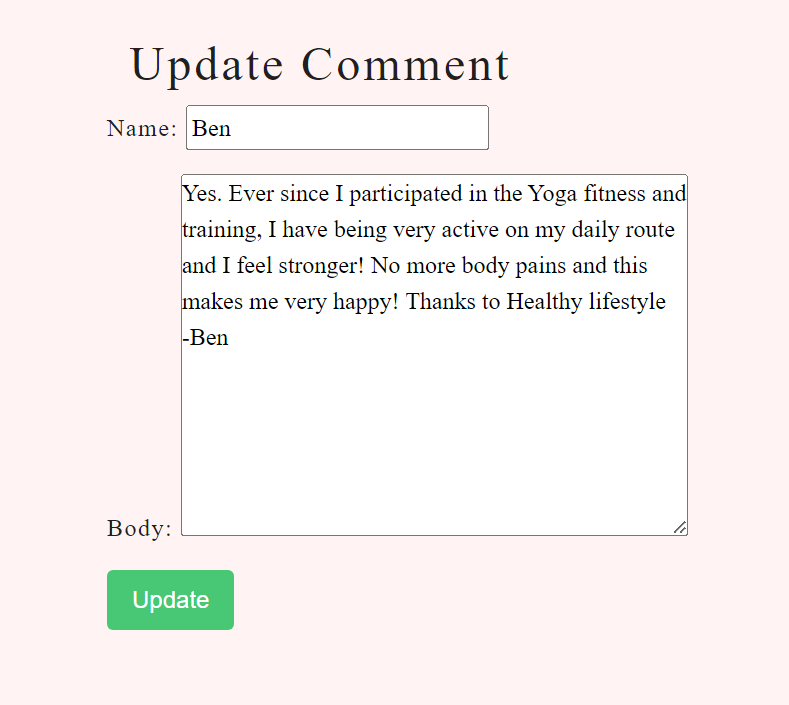 Update Comment
Name: Ben
Yes. Ever since I participated in the Yoga fitness and
training, I have being very active on my daily route
and I feel stronger! No more body pains and this
makes me very happy! Thanks to Healthy lifestyle
-Ben
Body:
Update